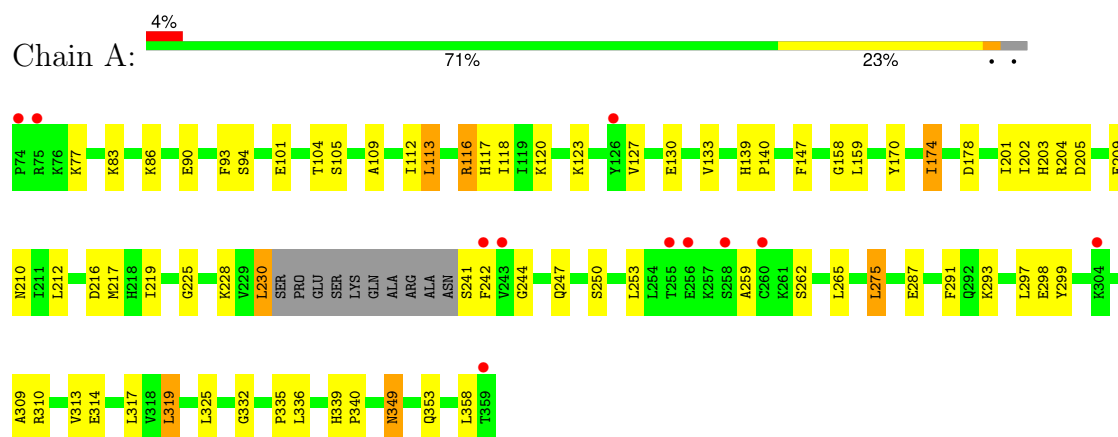 4%
Chain A:
71% 23% • •
P74 R75 K76 K77 K83 K86 E90 F93 S94 E101 T104 S105 A109 I112 L113 R116 H117 I118 I119 K120 K123 Y126 V127 E130 V133 H139 P140 F147 G158 L159 Y170 I174 D178 I201 I202 H203 R204 D205
N210 I211 L212 D216 M217 H218 I219 G225 K228 V229 L230 SER PRO GLU SER LYS GLN ALA ARG ALA ASN S241 F242 V243 G244 Q247 S250 L253 L254 T255 E256 K257 S258 A259 C260 K261 S262 L265 L275 E287 F291 Q292 K293 L297 E298 Y299 K304
A309 R310 V313 E314 L317 V318 L319 L325 G332 P335 L336 H339 P340 N349 Q353 L358 T359